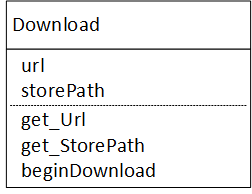 Download
url
storePath
get_Url
get_StorePath
beginDownload